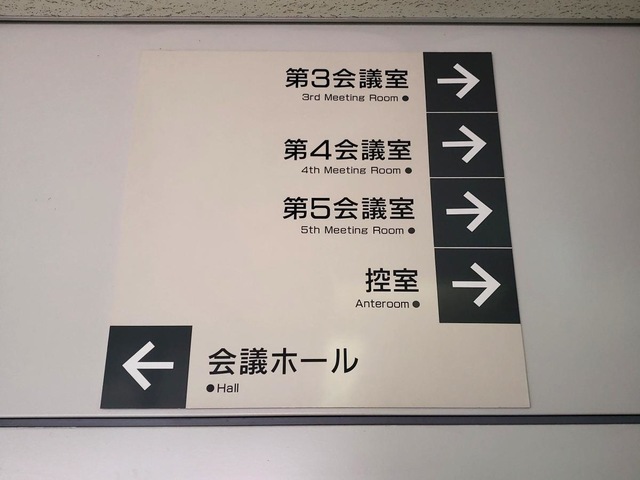 第3会議室
3rd Meeting Room ●
第4会議室
4th Meeting Room ●
第5会議室
5th Meeting Room ●
控室
Anteroom ●
会議ホール
● Hall